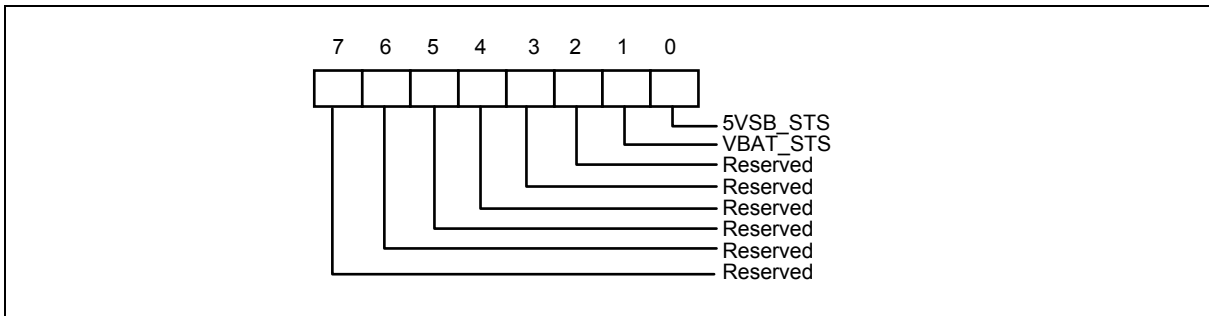 7 6 5 4 3 2 1 0
5VSB_STS
VBAT_STS
Reserved
Reserved
Reserved
Reserved
Reserved
Reserved